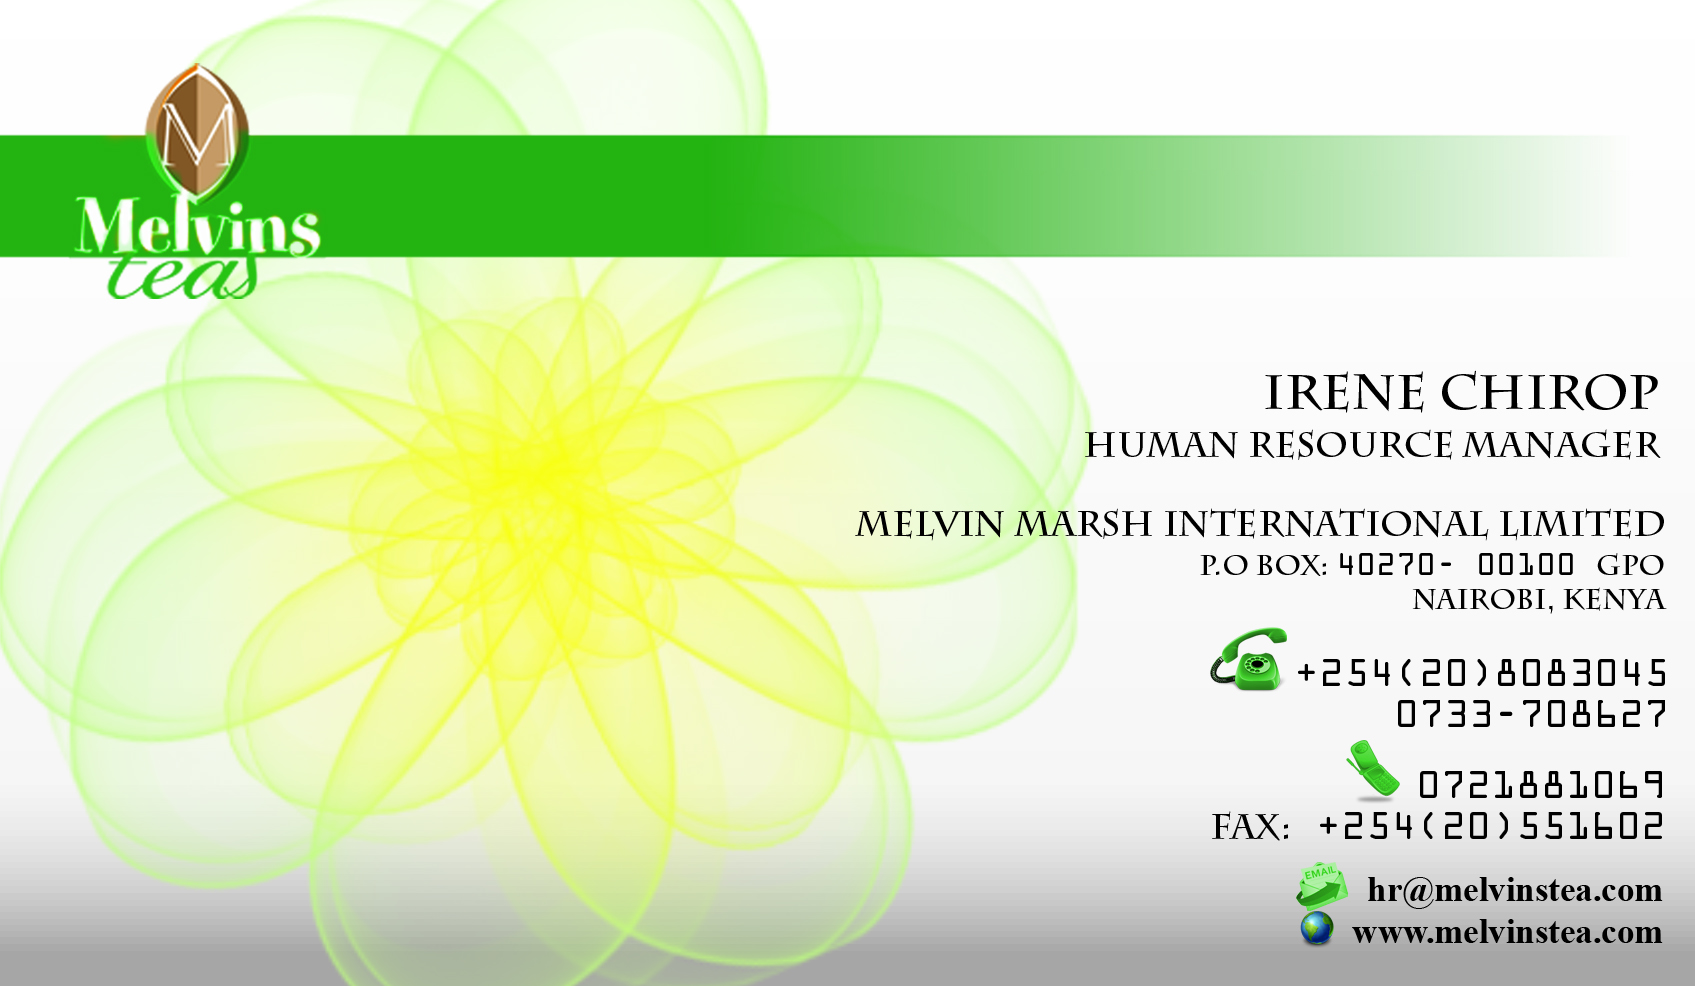 M
Melvins
teas
IRENE CHIROP
HUMAN RESOURCE MANAGER
MELVIN MARSH INTERNATIONAL LIMITED
P.O BOX: 40270- 00100 GPO
NAIROBI, KENYA
+254(20)8083045
0733-708627
0721881069
FAX: +254(20)551602
EMAIL
hr@melvinstea.com
www.melvinstea.com